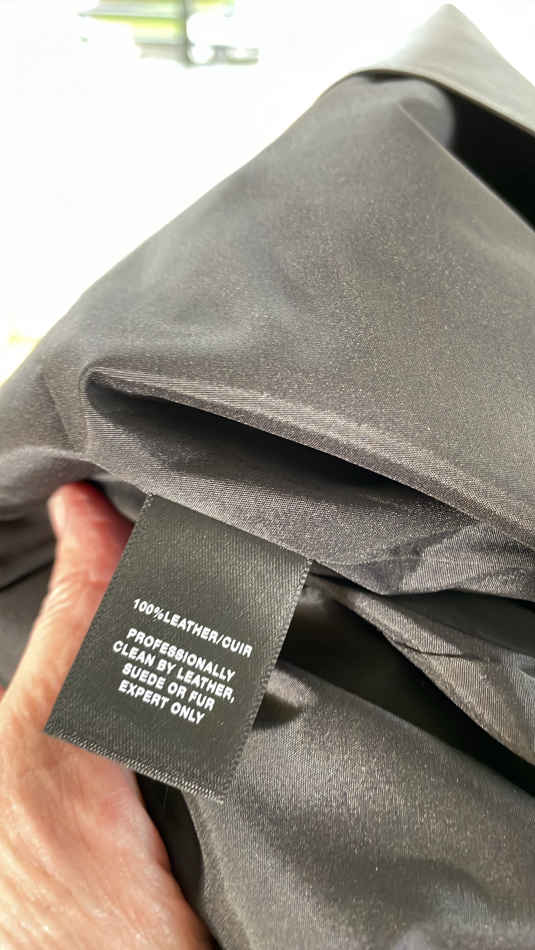 100%LEATHER/CUIR
PROFESSIONALLY
CLEAN BY LEATHER,
SUEDE OR FUR
EXPERT ONLY